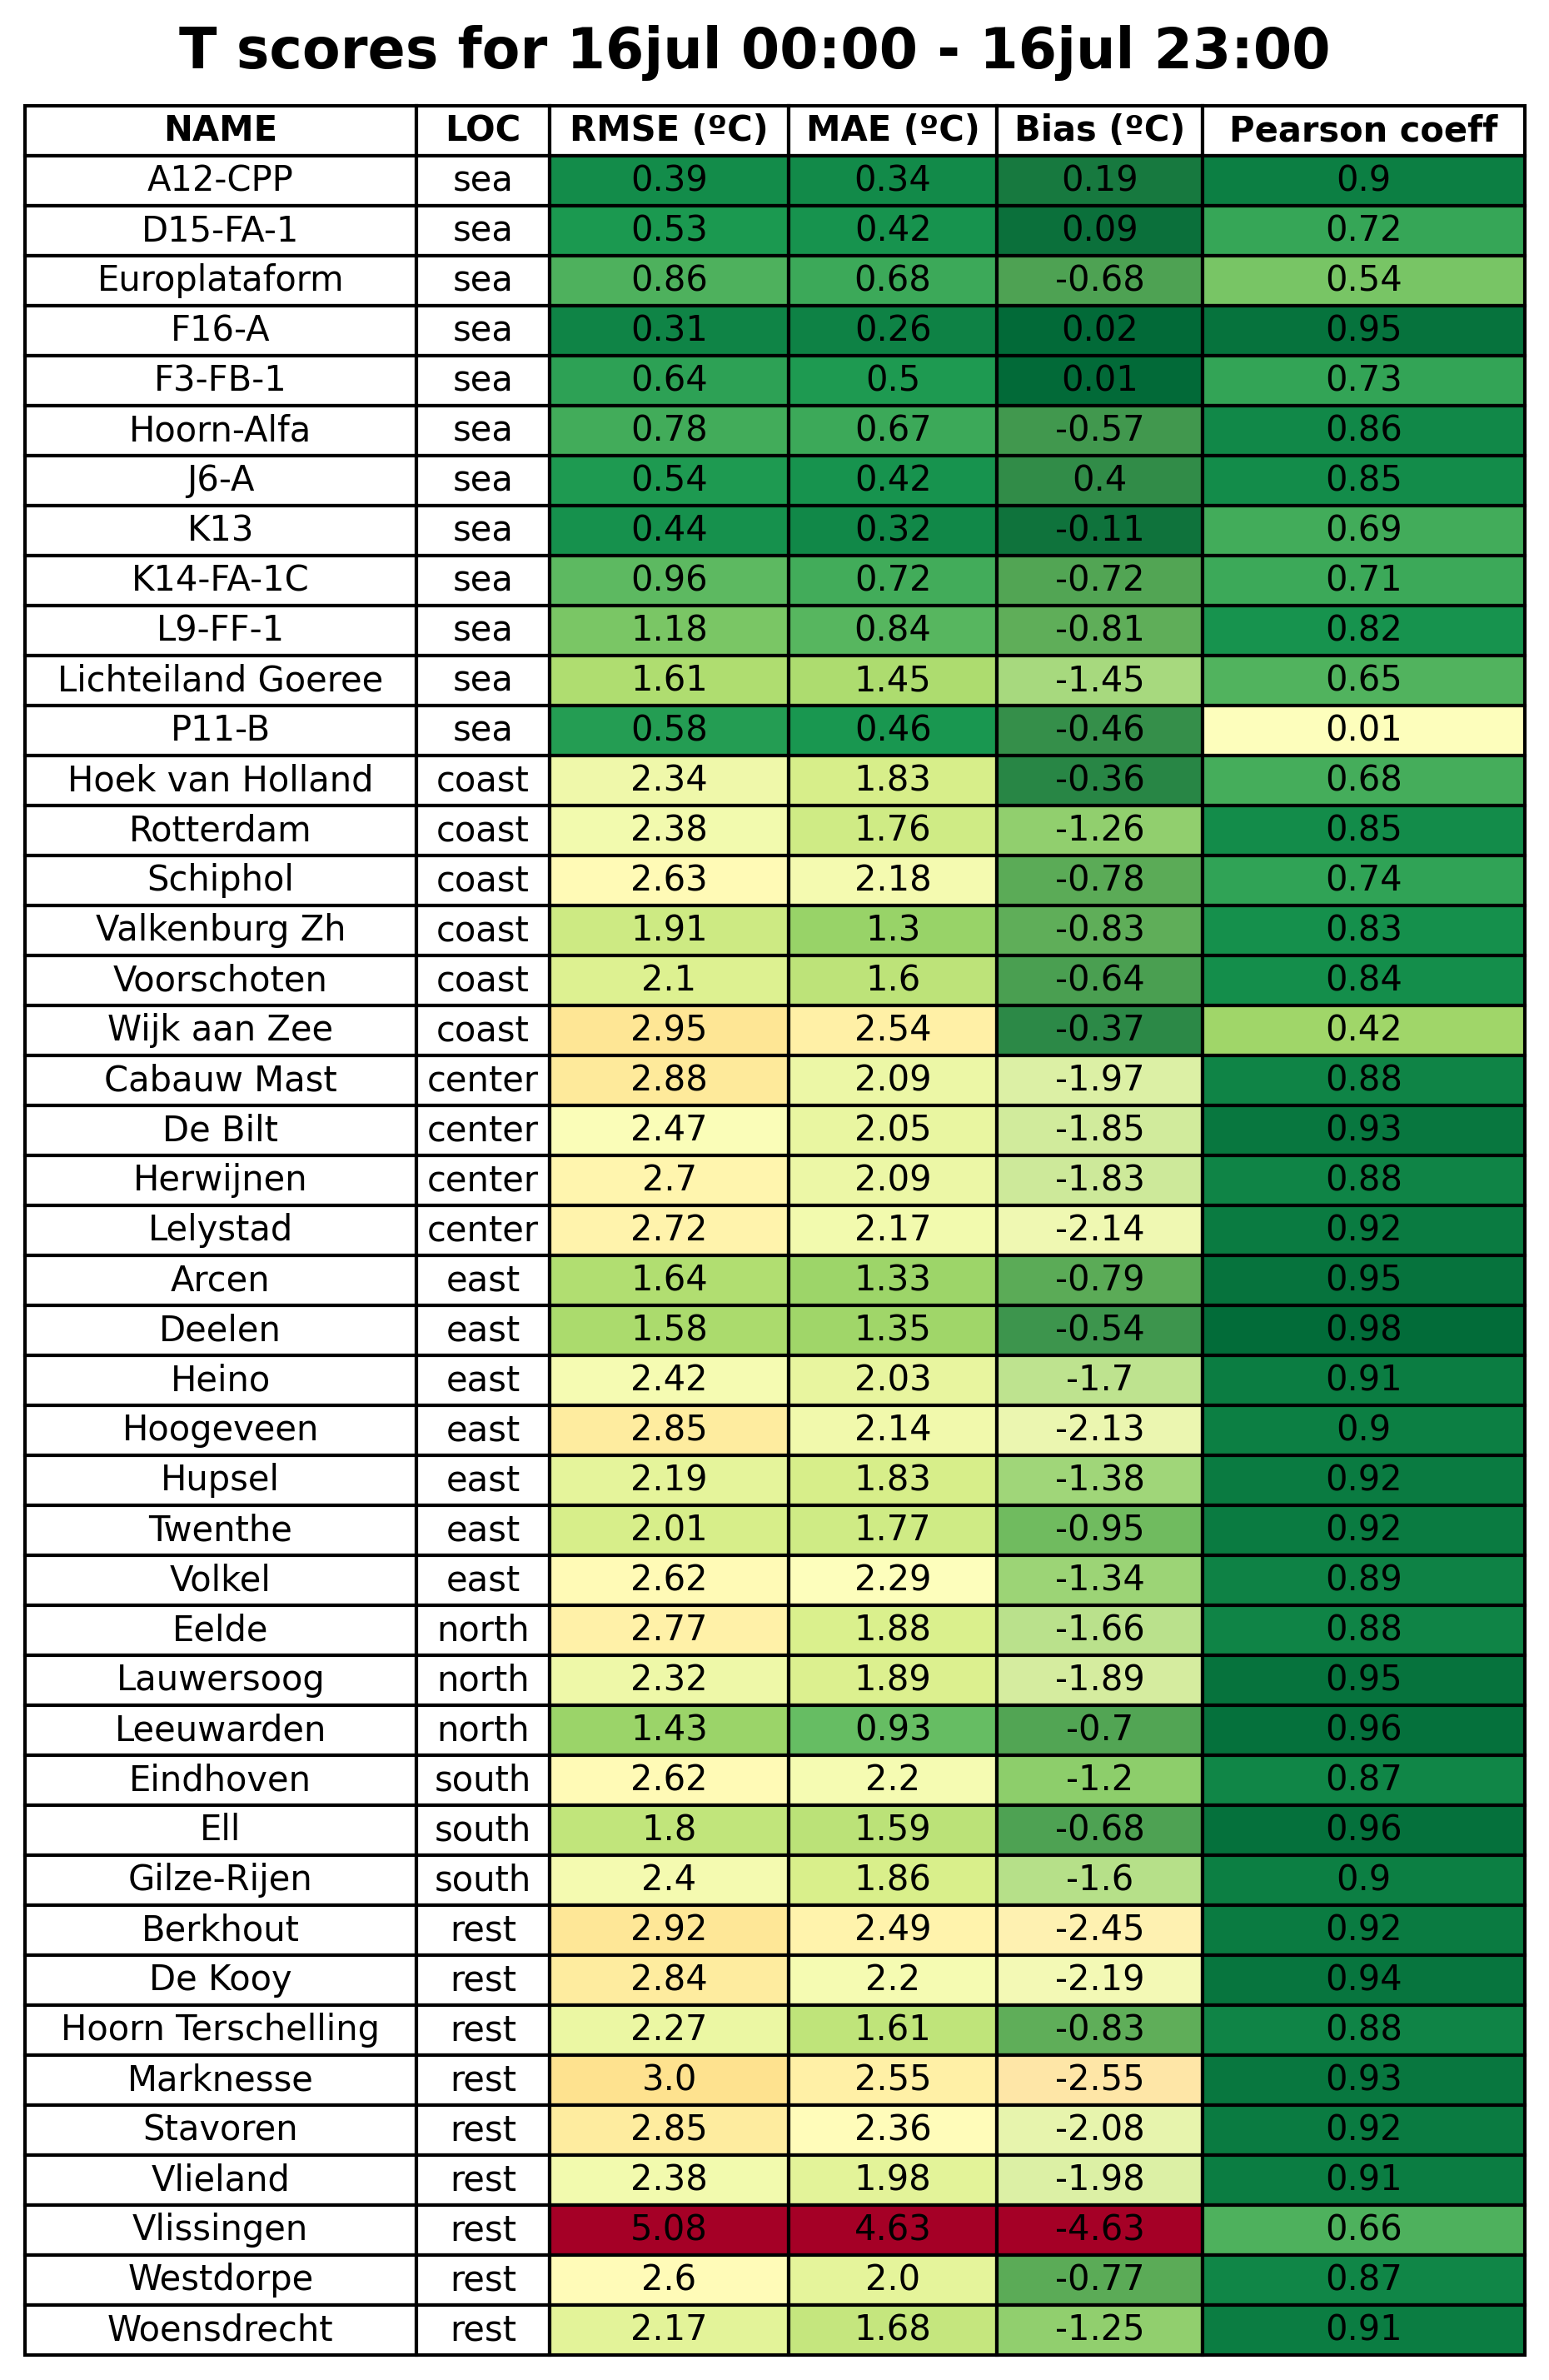 T scores for 16jul 00:00 - 16jul 23:00
NAME LOC RMSE (ºC) MAE (ºC) Bias (ºC) Pearson coeff
A12-CPP sea 0.39 0.34 0.19 0.9
D15-FA-1 sea 0.53 0.42 0.09 0.72
Europlataform sea 0.86 0.68 -0.68 0.54
F16-A sea 0.31 0.26 0.02 0.95
F3-FB-1 sea 0.64 0.5 0.01 0.73
Hoorn-Alfa sea 0.78 0.67 -0.57 0.86
J6-A sea 0.54 0.42 0.4 0.85
K13 sea 0.44 0.32 -0.11 0.69
K14-FA-1C sea 0.96 0.72 -0.72 0.71
L9-FF-1 sea 1.18 0.84 -0.81 0.82
Lichteiland Goeree sea 1.61 1.45 -1.45 0.65
P11-B sea 0.58 0.46 -0.46 0.01
Hoek van Holland coast 2.34 1.83 -0.36 0.68
Rotterdam coast 2.38 1.76 -1.26 0.85
Schiphol coast 2.63 2.18 -0.78 0.74
Valkenburg Zh coast 1.91 1.3 -0.83 0.83
Voorschoten coast 2.1 1.6 -0.64 0.84
Wijk aan Zee coast 2.95 2.54 -0.37 0.42
Cabauw Mast center 2.88 2.09 -1.97 0.88
De Bilt center 2.47 2.05 -1.85 0.93
Herwijnen center 2.7 2.09 -1.83 0.88
Lelystad center 2.72 2.17 -2.14 0.92
Arcen east 1.64 1.33 -0.79 0.95
Deelen east 1.58 1.35 -0.54 0.98
Heino east 2.42 2.03 -1.7 0.91
Hoogeveen east 2.85 2.14 -2.13 0.9
Hupsel east 2.19 1.83 -1.38 0.92
Twenthe east 2.01 1.77 -0.95 0.92
Volkel east 2.62 2.29 -1.34 0.89
Eelde north 2.77 1.88 -1.66 0.88
Lauwersoog north 2.32 1.89 -1.89 0.95
Leeuwarden north 1.43 0.93 -0.7 0.96
Eindhoven south 2.62 2.2 -1.2 0.87
Ell south 1.8 1.59 -0.68 0.96
Gilze-Rijen south 2.4 1.86 -1.6 0.9
Berkhout rest 2.92 2.49 -2.45 0.92
De Kooy rest 2.84 2.2 -2.19 0.94
Hoorn Terschelling rest 2.27 1.61 -0.83 0.88
Marknesse rest 3.0 2.55 -2.55 0.93
Stavoren rest 2.85 2.36 -2.08 0.92
Vlieland rest 2.38 1.98 -1.98 0.91
Vlissingen rest 5.08 4.63 -4.63 0.66
Westdorpe rest 2.6 2.0 -0.77 0.87
Woensdrecht rest 2.17 1.68 -1.25 0.91